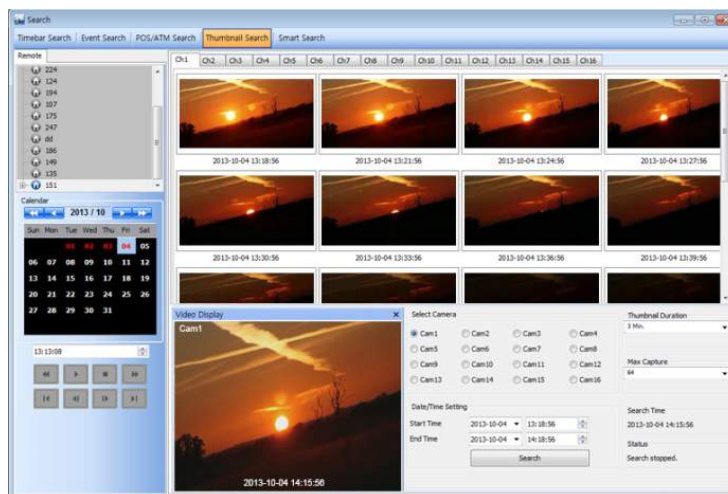 Search
Timebar Search Event Search POS/ATM Search Thumbnail Search Smart Search
Remote
Ch1 Ch2 Ch3 Ch4 Ch5 Ch6 Ch7 Ch8 Ch9 Ch10 Ch11 Ch12 Ch13 Ch14 Ch15 Ch16
224
124
194
107
175
247
dd
186
149
135
151
2013-10-04 13:18:56 2013-10-04 13:21:56 2013-10-04 13:24:56 2013-10-04 13:27:56
2013-10-04 13:30:56 2013-10-04 13:33:56 2013-10-04 13:36:56 2013-10-04 13:39:56
Calendar
2013 / 10
Sun Mon Tue Wed Thu Fri Sat
01 02 03 04 05
06 07 08 09 10 11 12
13 14 15 16 17 18 19
20 21 22 23 24 25 26
27 28 29 30 31
13:13:08
Video Display
Cam1
2013-10-04 14:15:56
Select Camera
Cam1 Cam2 Cam3 Cam4
Cam5 Cam6 Cam7 Cam8
Cam9 Cam10 Cam11 Cam12
Cam13 Cam14 Cam15 Cam16
Date/Time Setting
Start Time 2013-10-04 13:18:56
End Time 2013-10-04 14:18:56
Search
Thumbnail Duration
3 Min.
Max Capture
64
Search Time
2013-10-04 14:15:56
Status
Search stopped.